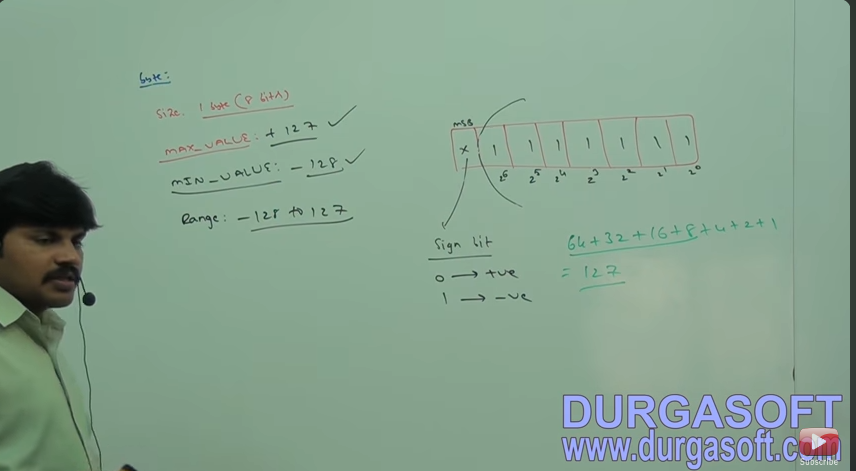 byte:
Size: 1 byte (8 bits)
MAX_VALUE: + 127 ✓
MIN_VALUE: - 128 ✓
Range: - 128 to 127
MSB
x 1 1 1 1 1 1 1
2⁶ 2⁵ 2⁴ 2³ 2² 2¹ 2⁰
Sign bit
0 → +ve
1 → -ve
64+32+16+8+4+2+1
= 127
DURGASOFT
www.durgasoft.com
Subscribe